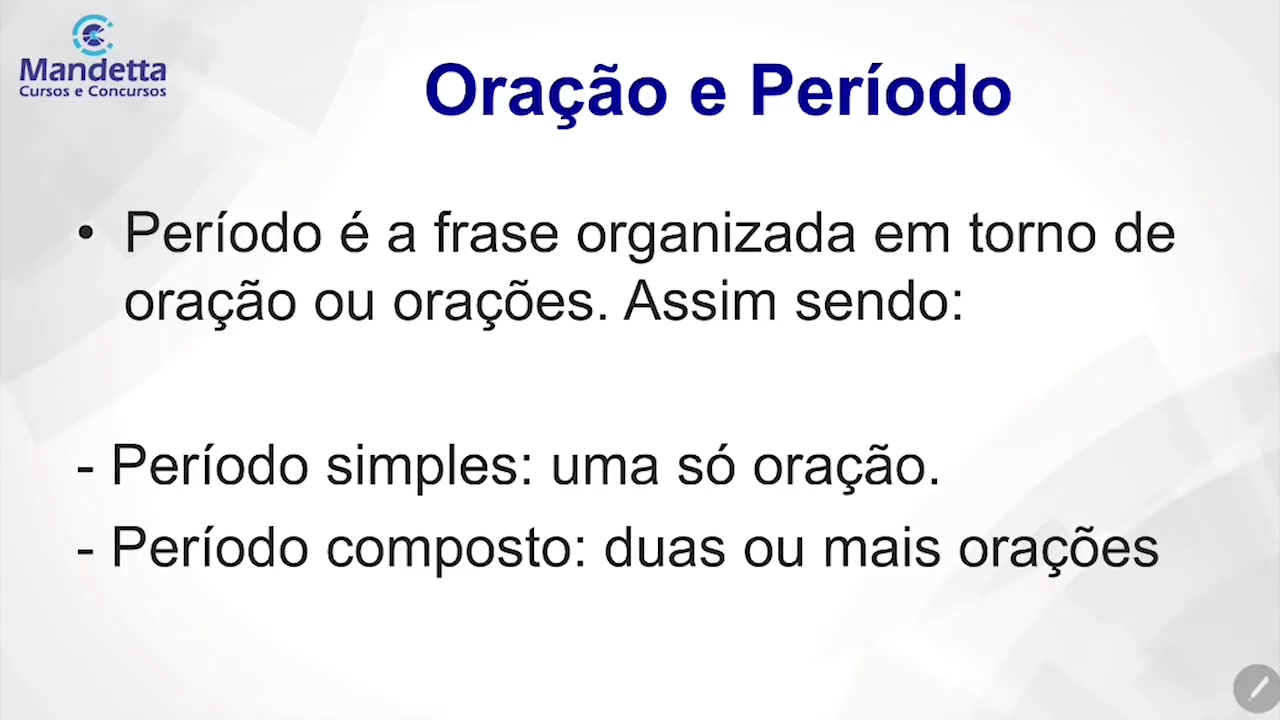 Mandetta
Cursos e Concursos
Oração e Período
• Período é a frase organizada em torno de
oração ou orações. Assim sendo:
- Período simples: uma só oração.
- Período composto: duas ou mais orações